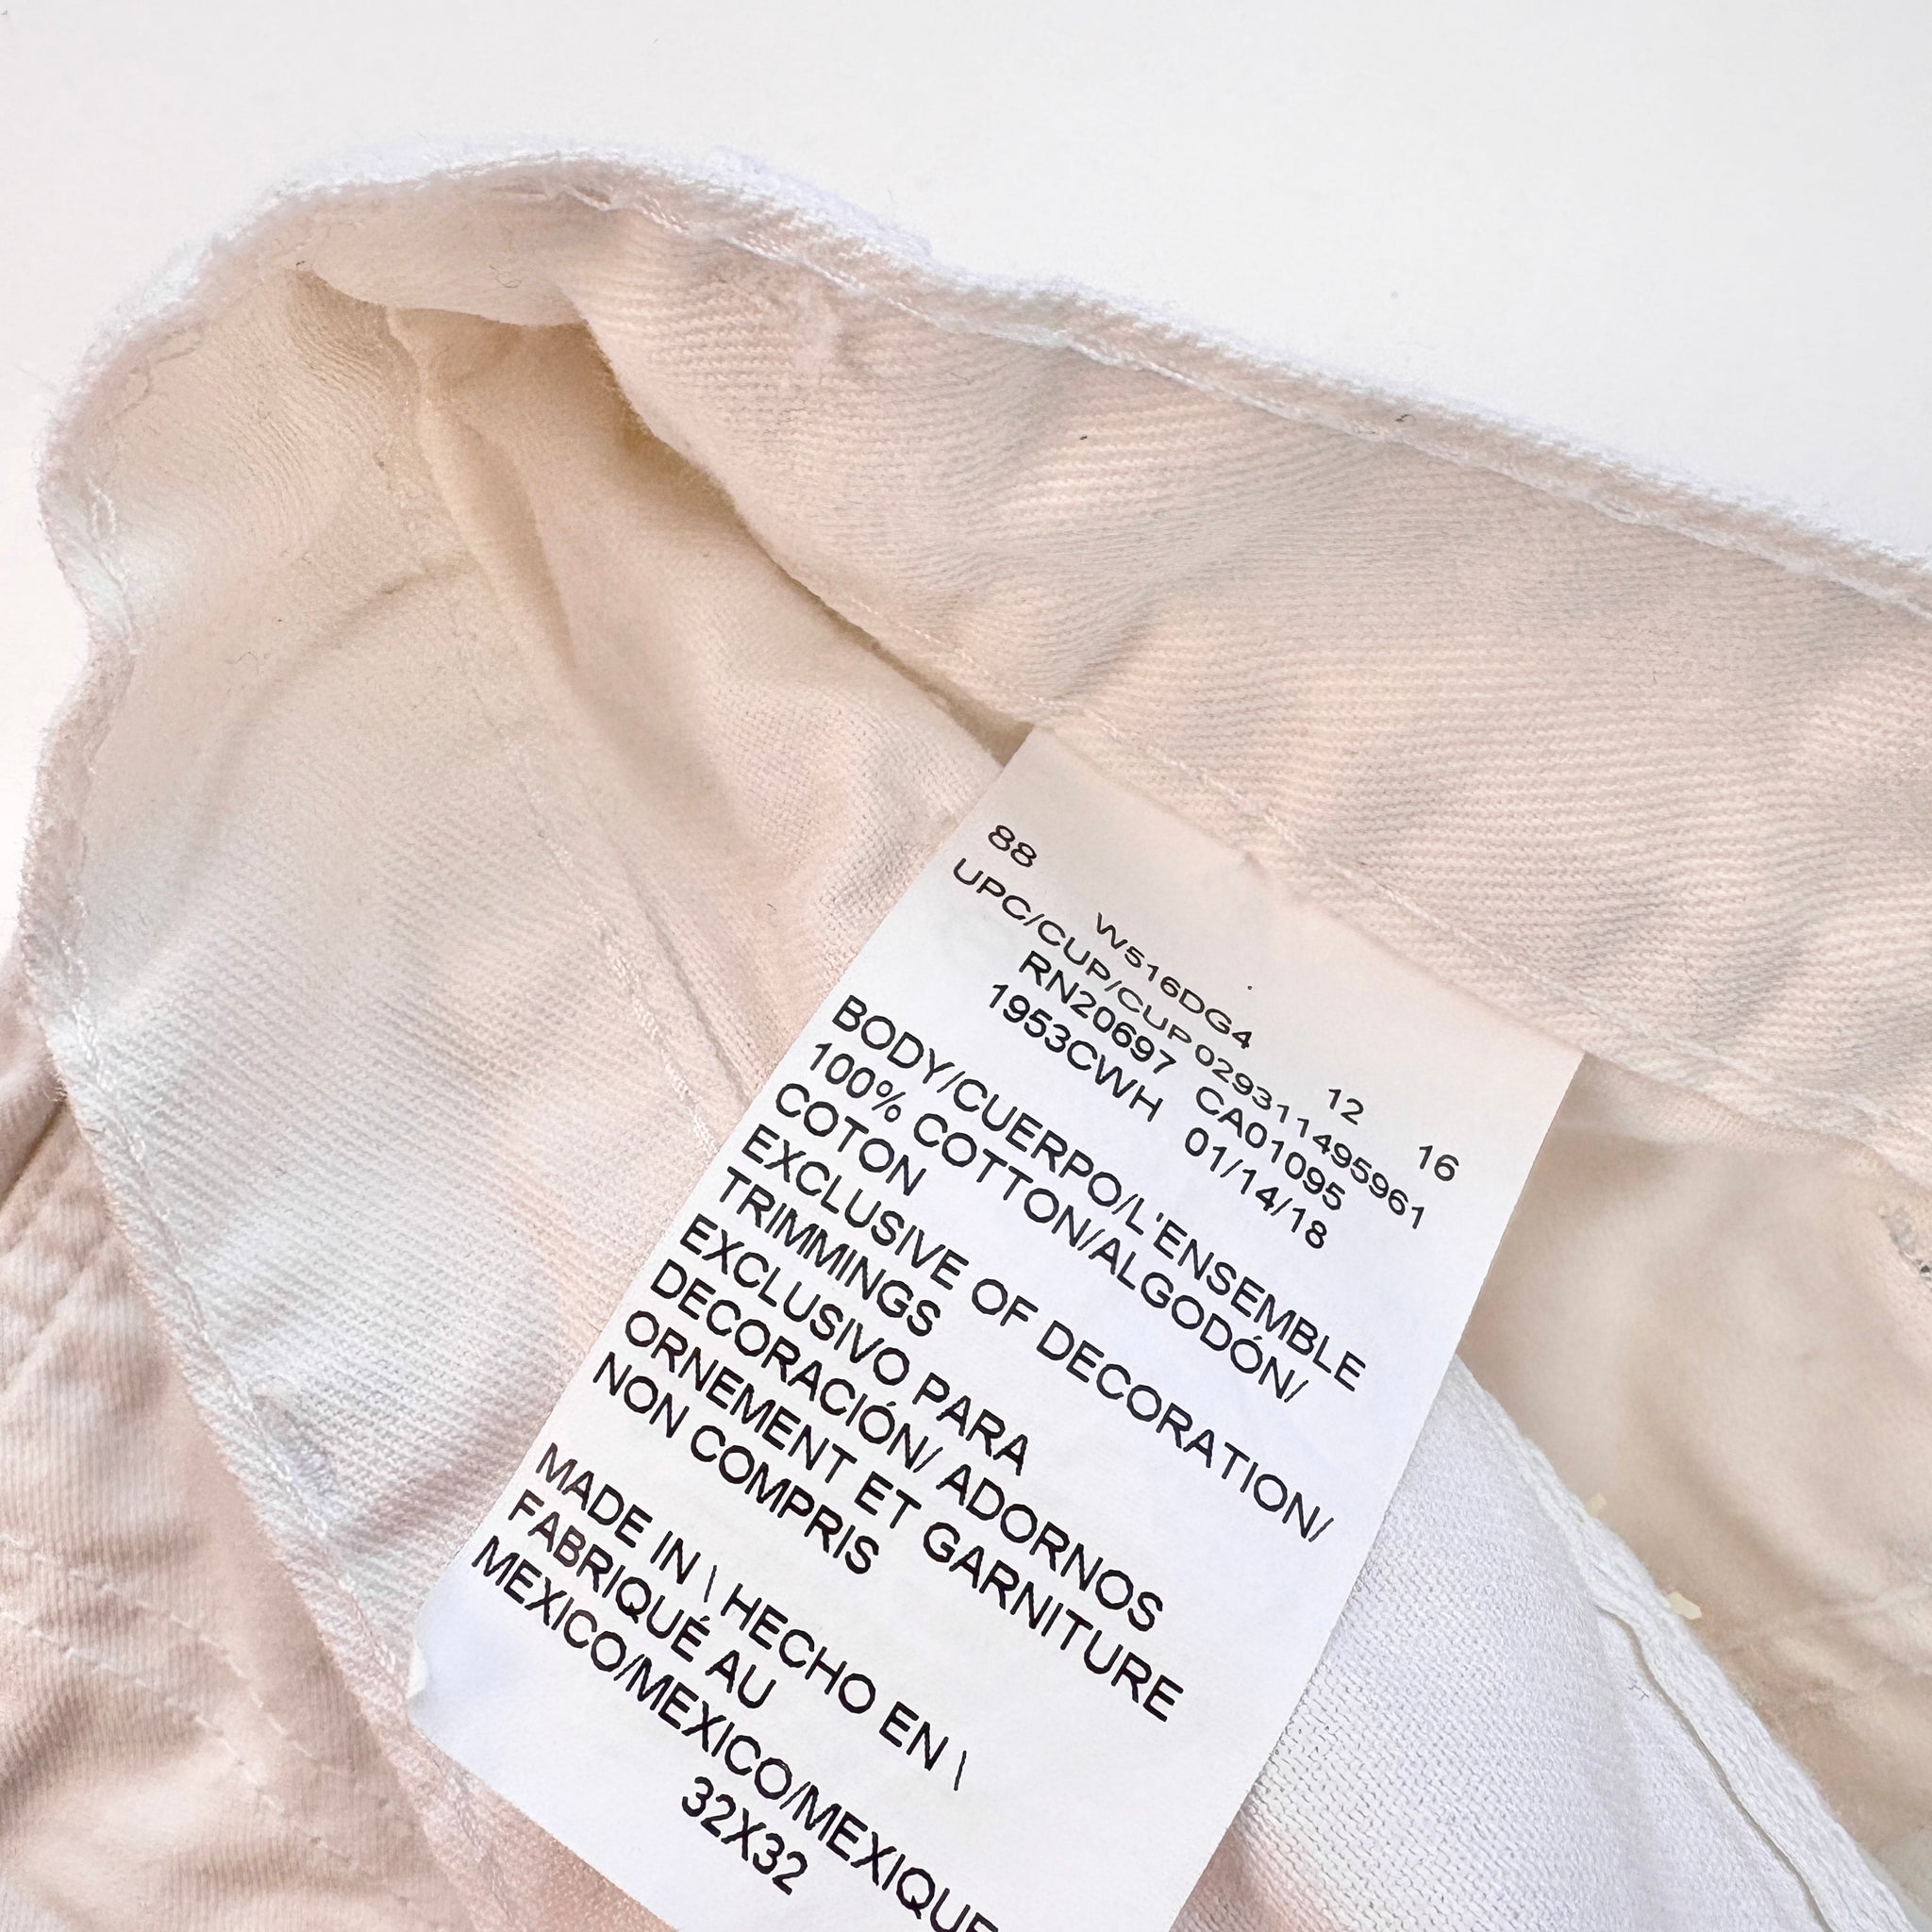 88 W516DG4 12 16
UPC/CUP/CUP 029311495961
RN20697 CA01095
1953CWH 01/14/18
BODY/CUERPO/L'ENSEMBLE
100% COTTON/ALGODÓN/
COTON
EXCLUSIVE OF DECORATION/
TRIMMINGS
EXCLUSIVO PARA
DECORACIÓN/ ADORNOS
ORNEMENT ET GARNITURE
NON COMPRIS
MADE IN \ HECHO EN \
FABRIQUÉ AU
MEXICO/MEXICO/MEXIQUE
32X32